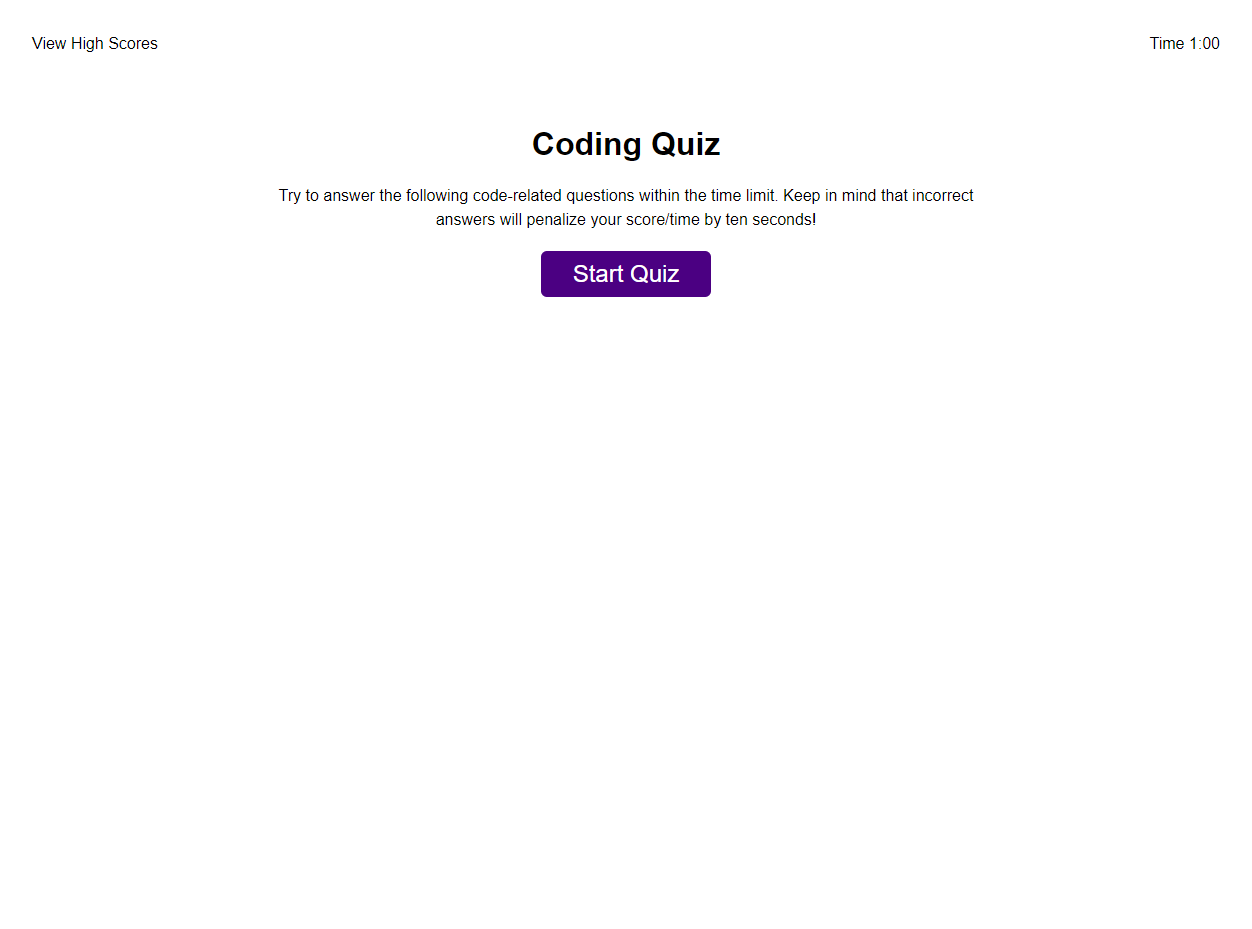 View High Scores
Time 1:00
Coding Quiz
Try to answer the following code-related questions within the time limit. Keep in mind that incorrect
answers will penalize your score/time by ten seconds!
Start Quiz